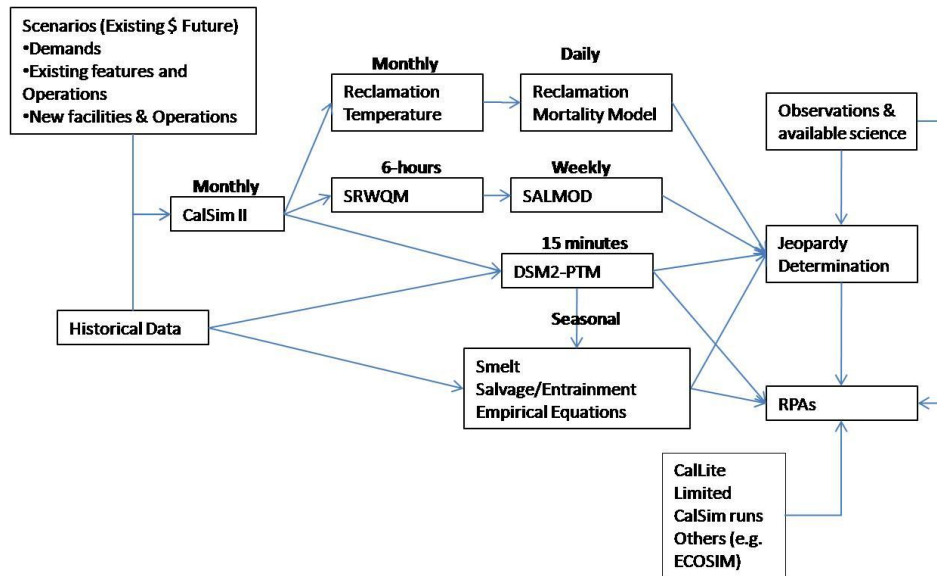 Scenarios (Existing $ Future)
•Demands
•Existing features and
Operations
•New facilities & Operations
Monthly
CalSim II
Historical Data
Monthly
Reclamation
Temperature
Daily
Reclamation
Mortality Model
6-hours
SRWQM
Weekly
SALMOD
15 minutes
DSM2-PTM
Seasonal
Smelt
Salvage/Entrainment
Empirical Equations
Observations &
available science
Jeopardy
Determination
RPAs
CalLite
Limited
CalSim runs
Others (e.g.
ECOSIM)